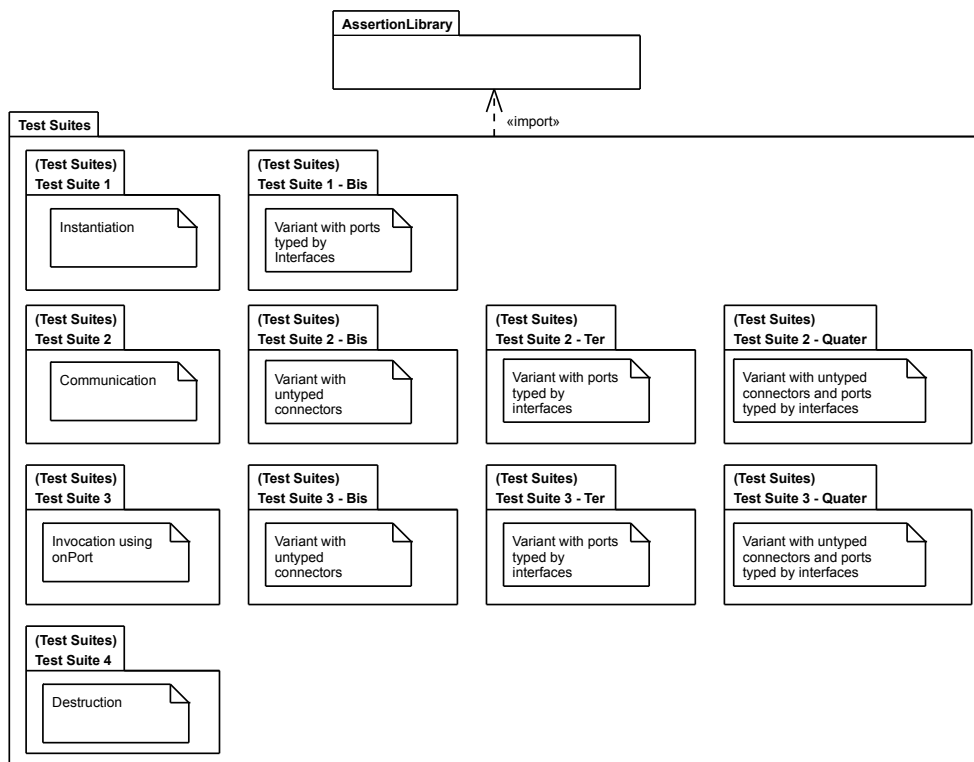 AssertionLibrary
«import»
Test Suites
(Test Suites)
Test Suite 1
Instantiation
(Test Suites)
Test Suite 1 - Bis
Variant with ports
typed by
Interfaces
(Test Suites)
Test Suite 2
Communication
(Test Suites)
Test Suite 2 - Bis
Variant with
untyped
connectors
(Test Suites)
Test Suite 2 - Ter
Variant with ports
typed by
interfaces
(Test Suites)
Test Suite 2 - Quater
Variant with untyped
connectors and ports
typed by interfaces
(Test Suites)
Test Suite 3
Invocation using
onPort
(Test Suites)
Test Suite 3 - Bis
Variant with
untyped
connectors
(Test Suites)
Test Suite 3 - Ter
Variant with ports
typed by
interfaces
(Test Suites)
Test Suite 3 - Quater
Variant with untyped
connectors and ports
typed by interfaces
(Test Suites)
Test Suite 4
Destruction